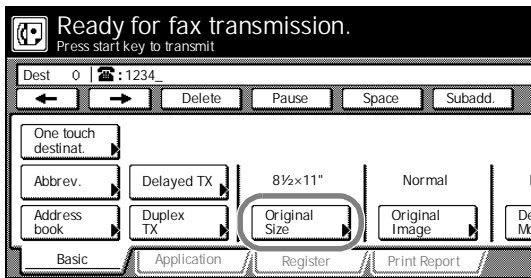 Ready for fax transmission.
Press start key to transmit
Dest 0 ☎: 1234_
Delete Pause Space Subadd.
One touch
destinat.
Abbrev. Delayed TX 8½×11" Normal
Address
book
Duplex
TX
Original
Size
Original
Image
Basic Application Register Print Report